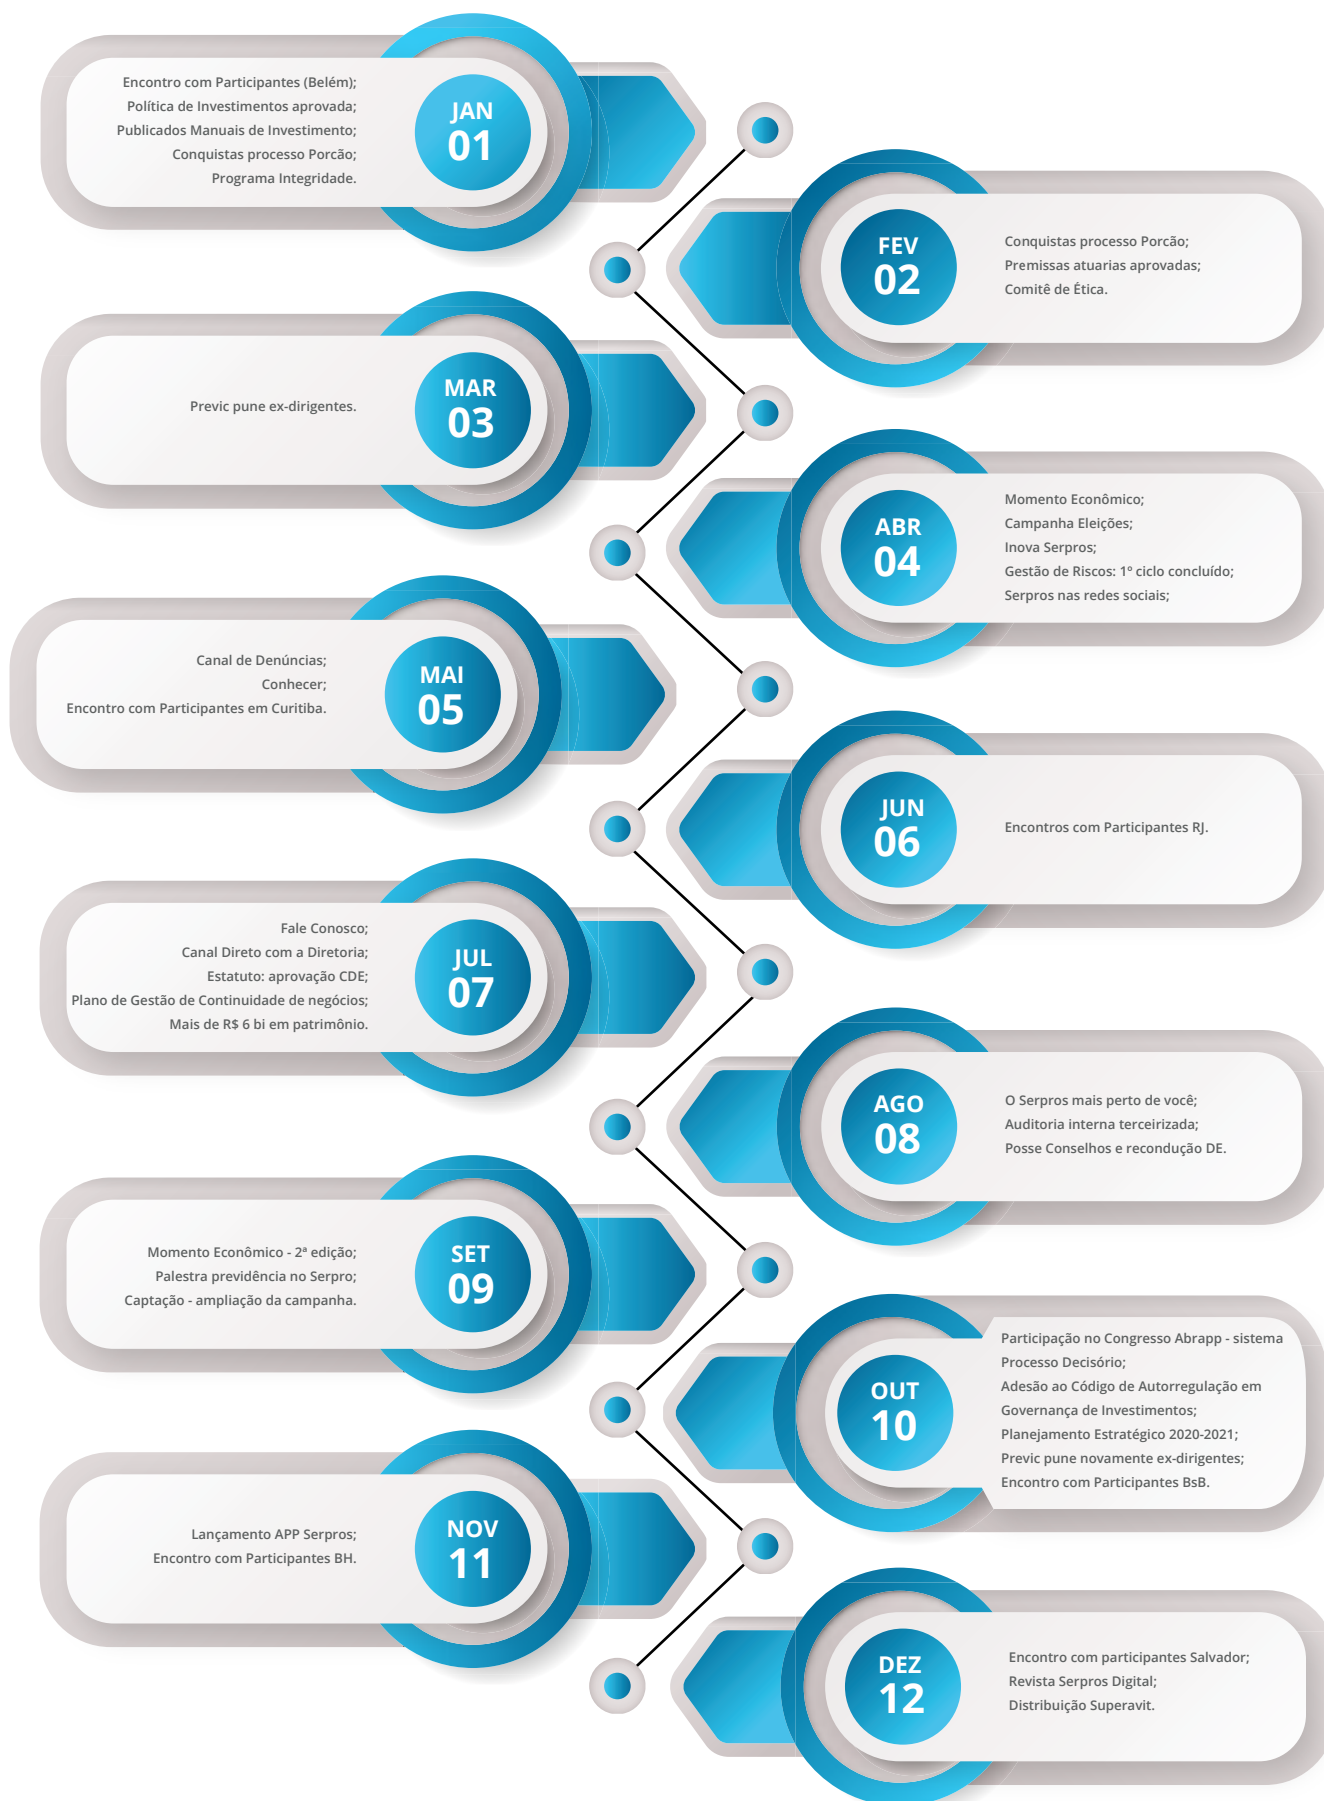 JAN
01
Encontro com Participantes (Belém);
Política de Investimentos aprovada;
Publicados Manuais de Investimento;
Conquistas processo Porcão;
Programa Integridade.
FEV
02
Conquistas processo Porcão;
Premissas atuarias aprovadas;
Comitê de Ética.
MAR
03
Previc pune ex-dirigentes.
ABR
04
Momento Econômico;
Campanha Eleições;
Inova Serpros;
Gestão de Riscos: 1º ciclo concluído;
Serpros nas redes sociais;
MAI
05
Canal de Denúncias;
Conhecer;
Encontro com Participantes em Curitiba.
JUN
06
Encontros com Participantes RJ.
JUL
07
Fale Conosco;
Canal Direto com a Diretoria;
Estatuto: aprovação CDE;
Plano de Gestão de Continuidade de negócios;
Mais de R$ 6 bi em patrimônio.
AGO
08
O Serpros mais perto de você;
Auditoria interna terceirizada;
Posse Conselhos e recondução DE.
SET
09
Momento Econômico - 2ª edição;
Palestra previdência no Serpro;
Captação - ampliação da campanha.
OUT
10
Participação no Congresso Abrapp - sistema
Processo Decisório;
Adesão ao Código de Autorregulação em
Governança de Investimentos;
Planejamento Estratégico 2020-2021;
Previc pune novamente ex-dirigentes;
Encontro com Participantes BsB.
NOV
11
Lançamento APP Serpros;
Encontro com Participantes BH.
DEZ
12
Encontro com participantes Salvador;
Revista Serpros Digital;
Distribuição Superavit.